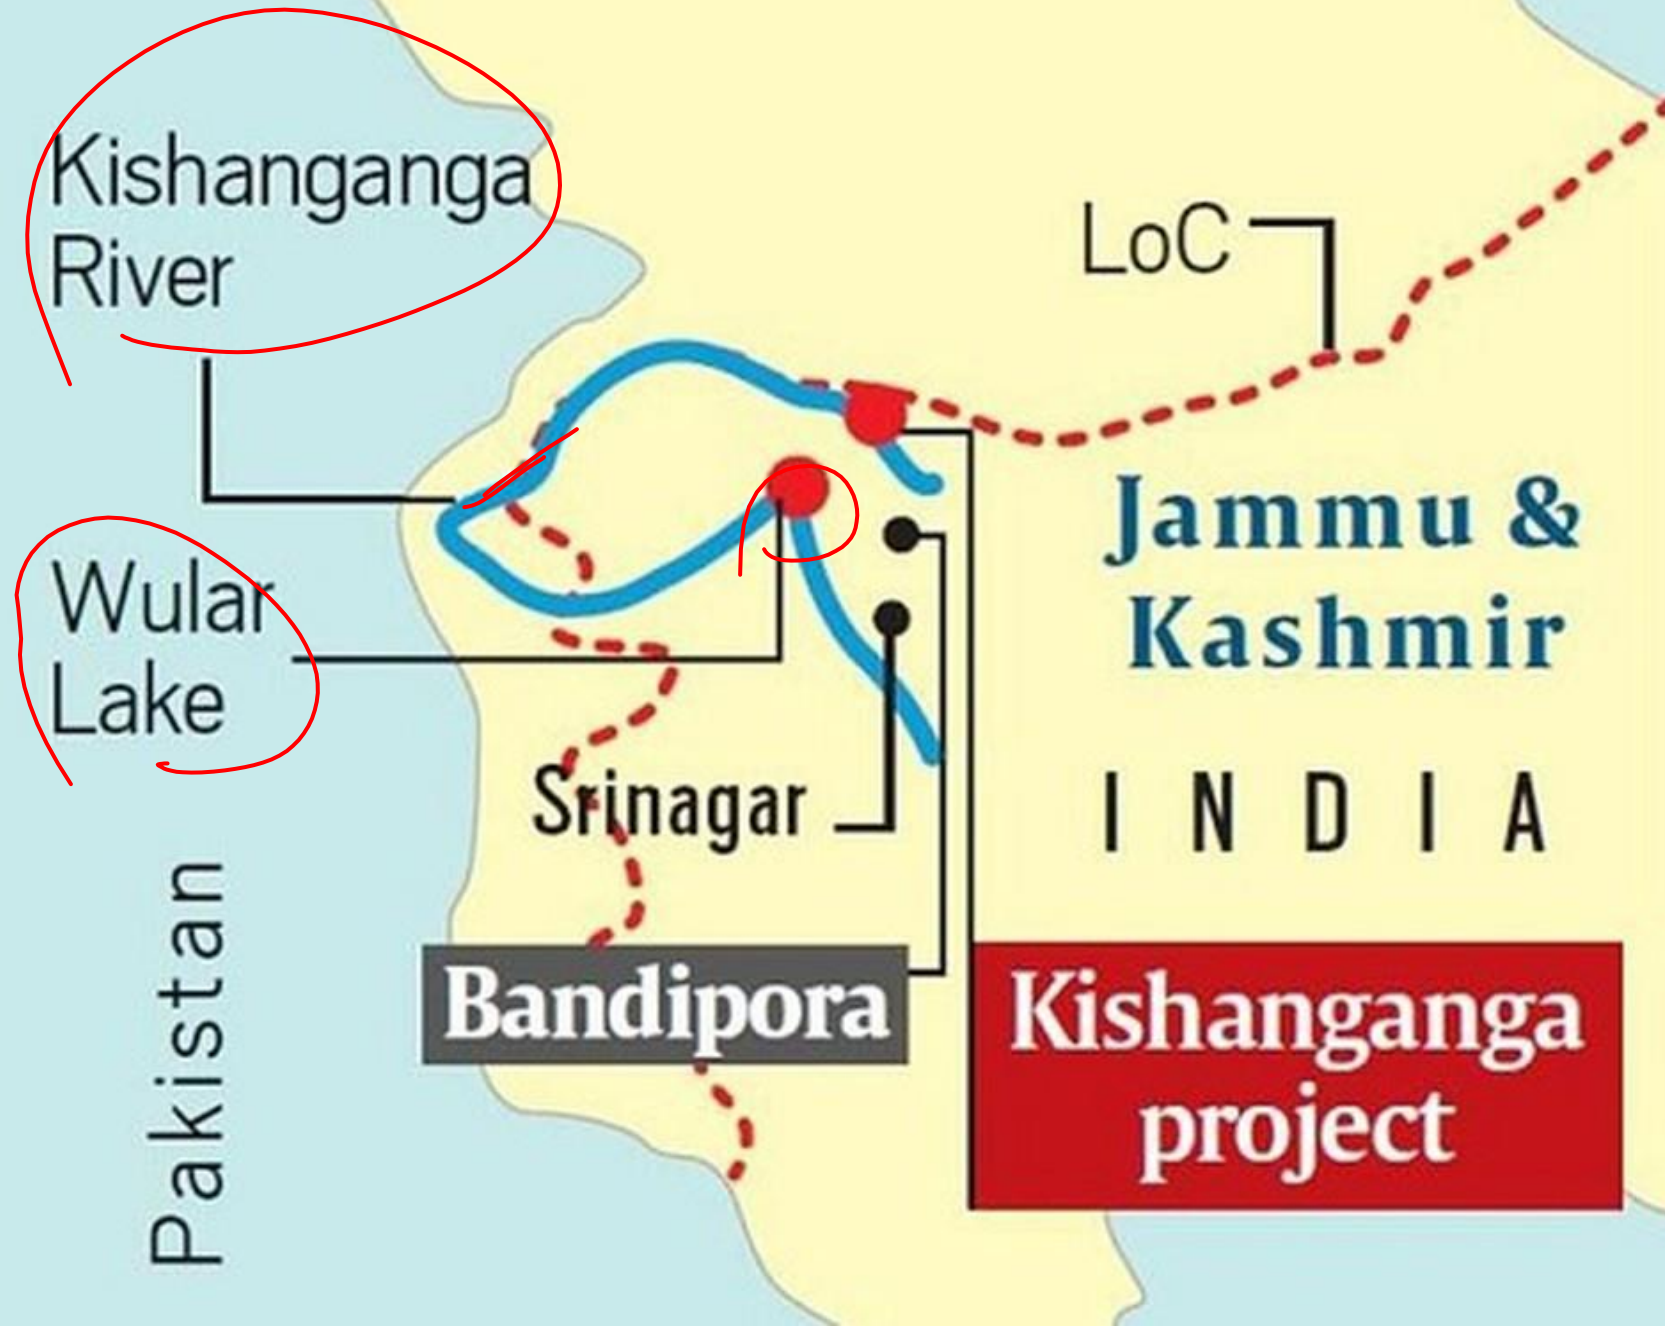 Kishanganga
River
LoC
Wular
Lake
Jammu &
Kashmir
Srinagar
INDIA
Pakistan
Bandipora
Kishanganga
project